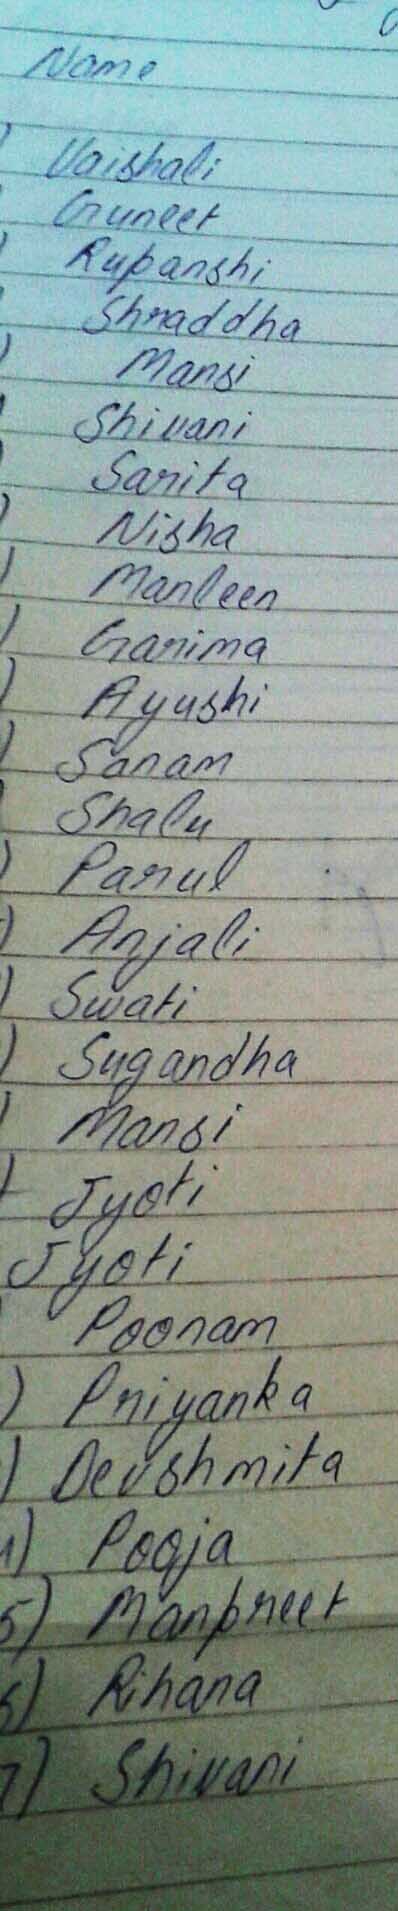 Name
) Vaishali
) Guneet
) Rupanshi
) Shraddha
) Mansi
) Shivani
) Sarita
) Nisha
) Manleen
) Garima
) Ayushi
) Sanam
Shalu
) Parul
) Anjali
) Swati
) Sugandha
) Mansi
) Jyoti
Jyoti
Poonam
) Priyanka
) Devshmita
) Pooja
5) Manpreet
6) Rihana
7) Shivani